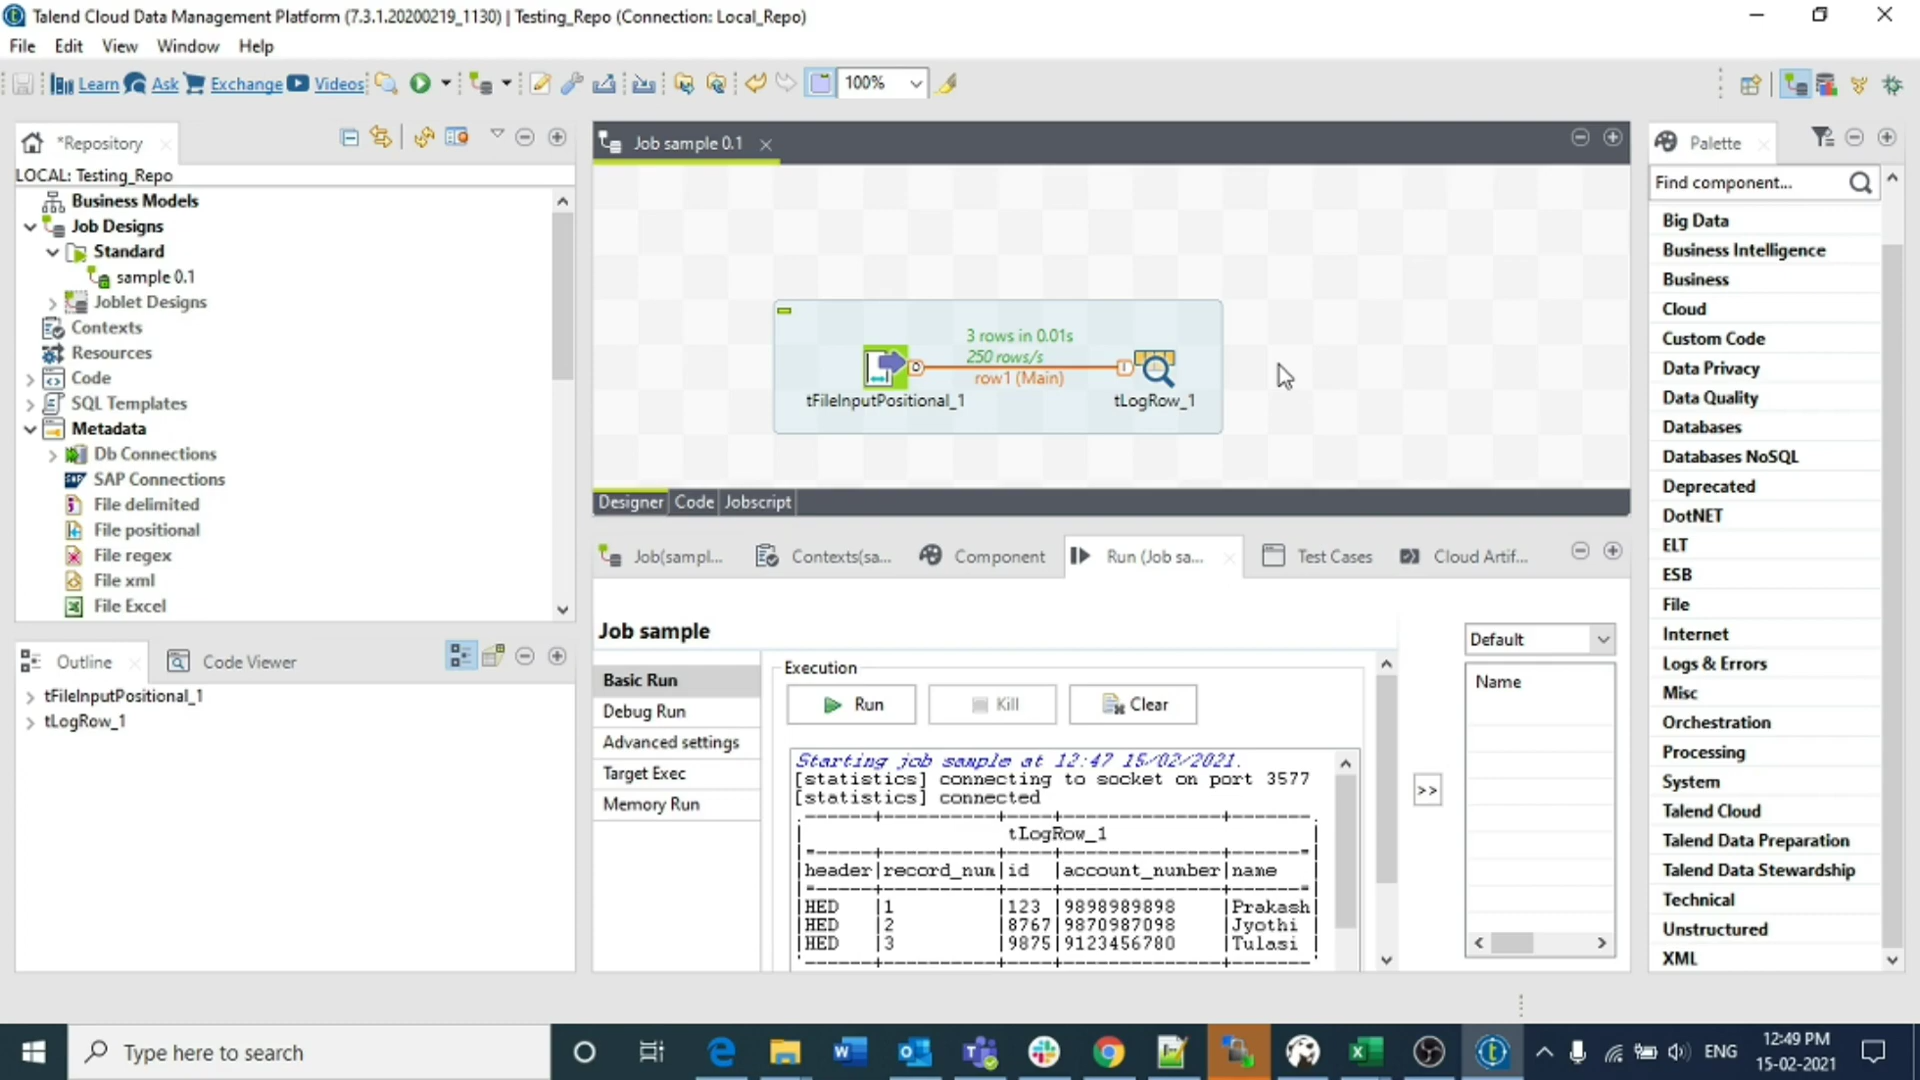 Talend Cloud Data Management Platform (7.3.1.20200219_1130) | Testing_Repo (Connection: Local_Repo)
File Edit View Window Help
Learn Ask Exchange Videos 100%
*Repository
LOCAL: Testing_Repo
Business Models
Job Designs
Standard
sample 0.1
Joblet Designs
Contexts
Resources
Code
SQL Templates
Metadata
Db Connections
SAP Connections
File delimited
File positional
File regex
File xml
File Excel
Outline Code Viewer
tFileInputPositional_1
tLogRow_1
Job sample 0.1
3 rows in 0.01s
250 rows/s
row1 (Main)
tFileInputPositional_1 tLogRow_1
Designer Code Jobscript
Job(sampl... Contexts(sa... Component Run (Job sa... Test Cases Cloud Artif...
Job sample
Basic Run
Debug Run
Advanced settings
Target Exec
Memory Run
Execution
Run Kill Clear
Starting job sample at 12:47 15/02/2021.
[statistics] connecting to socket on port 3577
[statistics] connected
tLogRow_1
|header|record_num|id |account_number|name
|HED |1 |123 |9898989898 |Prakash|
|HED |2 |8767|9870987098 |Jyothi |
|HED |3 |9875|9123456780 |Tulasi |
>>
Default
Name
Palette
Find component...
Big Data
Business Intelligence
Business
Cloud
Custom Code
Data Privacy
Data Quality
Databases
Databases NoSQL
Deprecated
DotNET
ELT
ESB
File
Internet
Logs & Errors
Misc
Orchestration
Processing
System
Talend Cloud
Talend Data Preparation
Talend Data Stewardship
Technical
Unstructured
XML
Type here to search
ENG
12:49 PM
15-02-2021